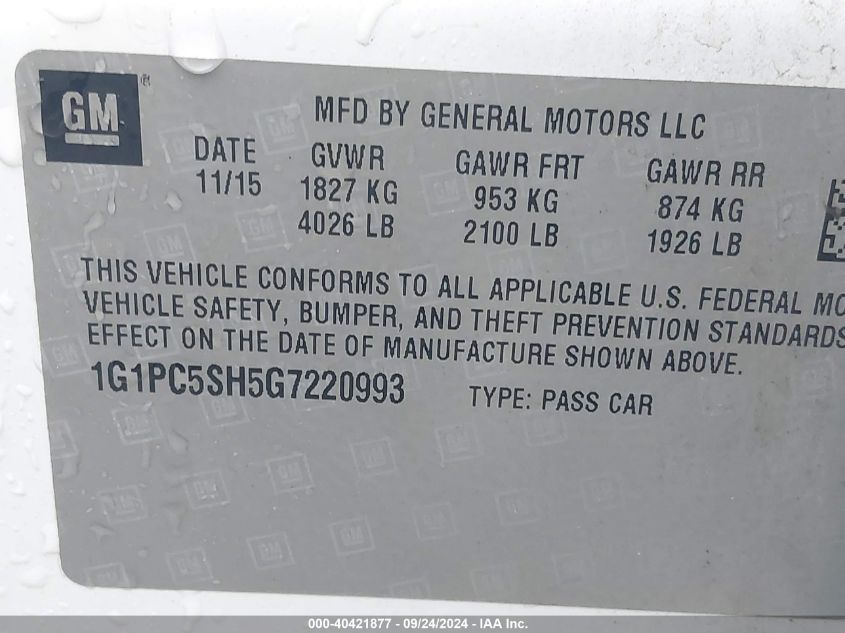 GM ®
MFD BY GENERAL MOTORS LLC
DATE GVWR GAWR FRT GAWR RR
11/15 1827 KG 953 KG 874 KG
4026 LB 2100 LB 1926 LB
THIS VEHICLE CONFORMS TO ALL APPLICABLE U.S. FEDERAL MO
VEHICLE SAFETY, BUMPER, AND THEFT PREVENTION STANDARDS
EFFECT ON THE DATE OF MANUFACTURE SHOWN ABOVE.
1G1PC5SH5G7220993 TYPE: PASS CAR
000-40421877 - 09/24/2024 - IAA Inc.